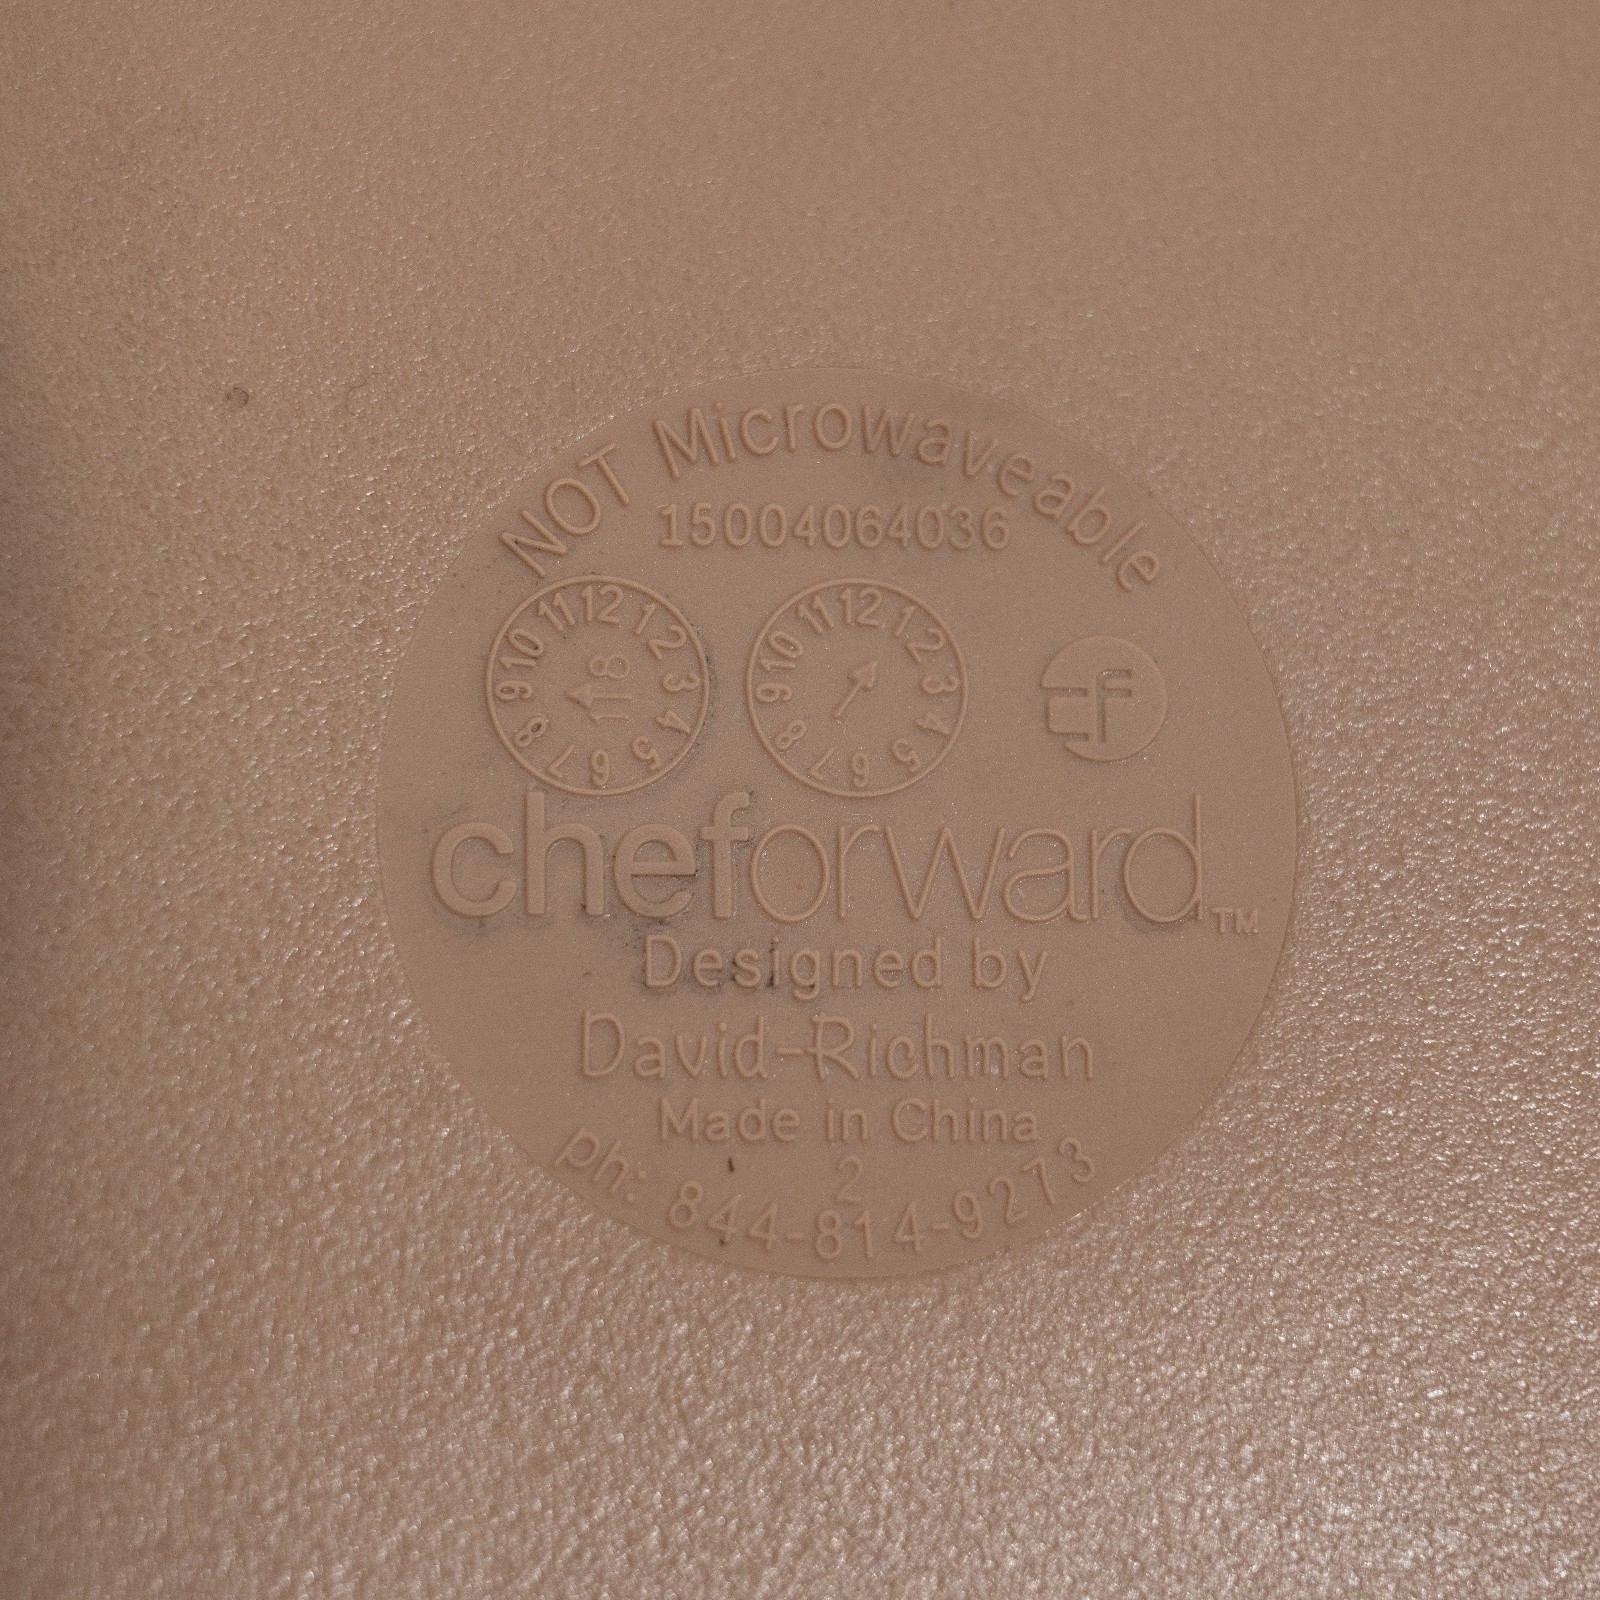 NOT Microwaveable
15004064036
12 1 2 3 4 5 6 7 8 9 10 11
18
12 1 2 3 4 5 6 7 8 9 10 11
cheforward™
Designed by
David-Richman
Made in China
2
ph: 844-814-9273